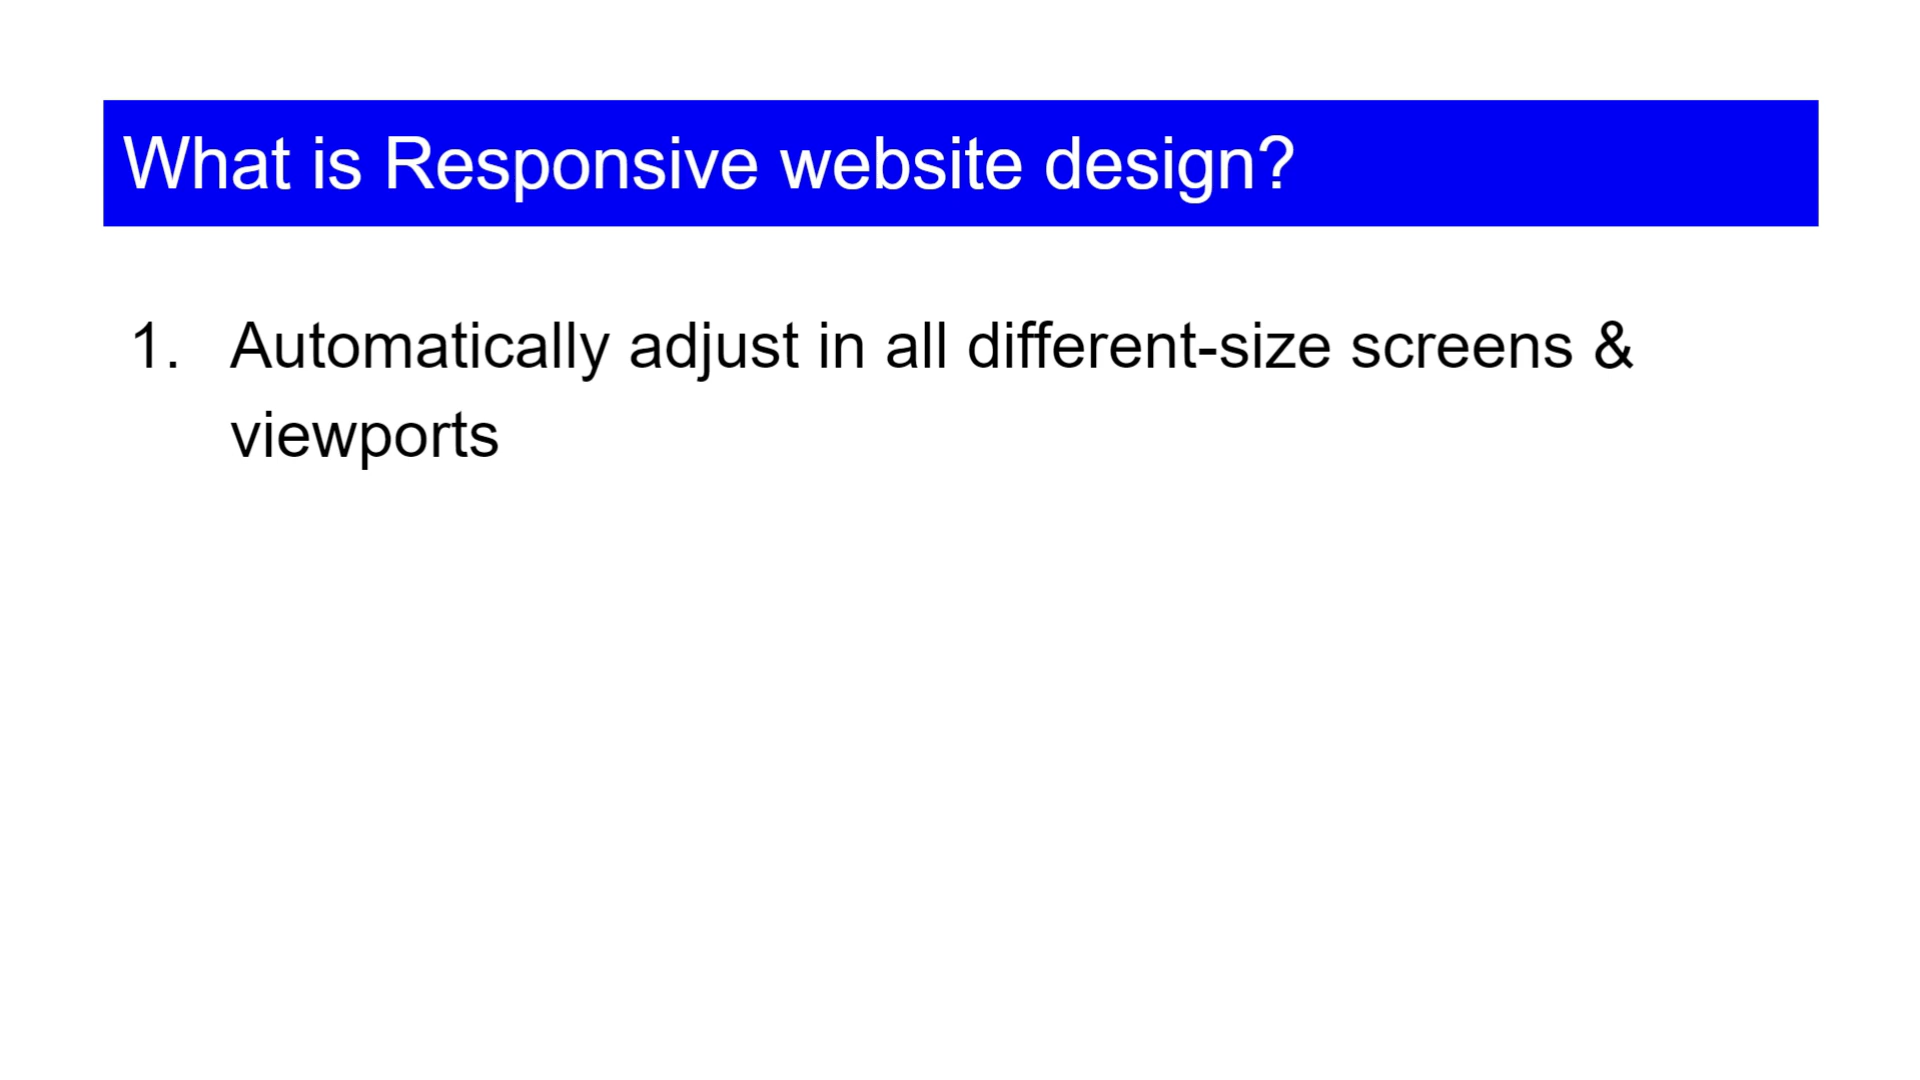 What is Responsive website design?
1. Automatically adjust in all different-size screens &
viewports